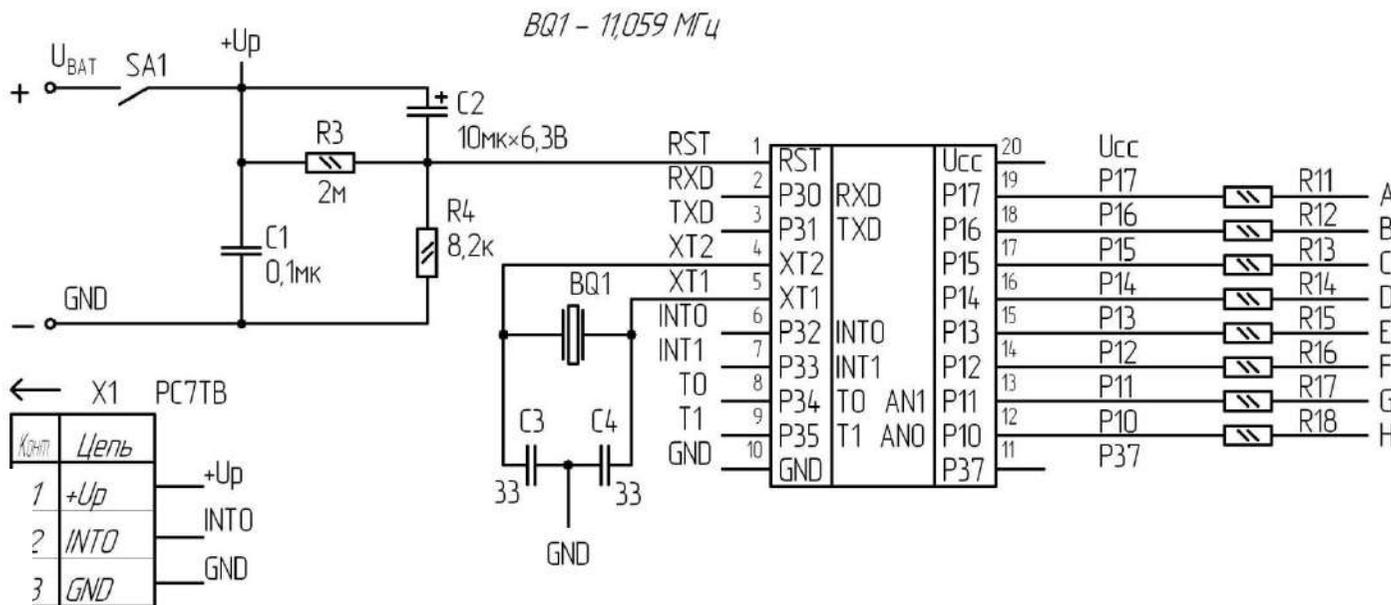 BQ1 - 11,059 МГц
+Up
UBAT SA1
+
C2
+
10мк×6,3В
R3
2м
R4
8,2к
C1
0,1мк
GND
−
RST 1 RST Ucc 20 Ucc
RXD 2 P30 RXD P17 19 P17 R11 A
TXD 3 P31 TXD P16 18 P16 R12 B
XT2 4 XT2 P15 17 P15 R13 C
XT1 5 XT1 P14 16 P14 R14 D
INT0 6 P32 INT0 P13 15 P13 R15 E
INT1 7 P33 INT1 P12 14 P12 R16 F
T0 8 P34 T0 AN1 P11 13 P11 R17 G
T1 9 P35 T1 AN0 P10 12 P10 R18 H
GND 10 GND P37 11 P37
BQ1
C3 C4
33 33
GND
X1 PC7TB
Конт Цепь
1 +Up +Up
2 INT0 INT0
3 GND GND